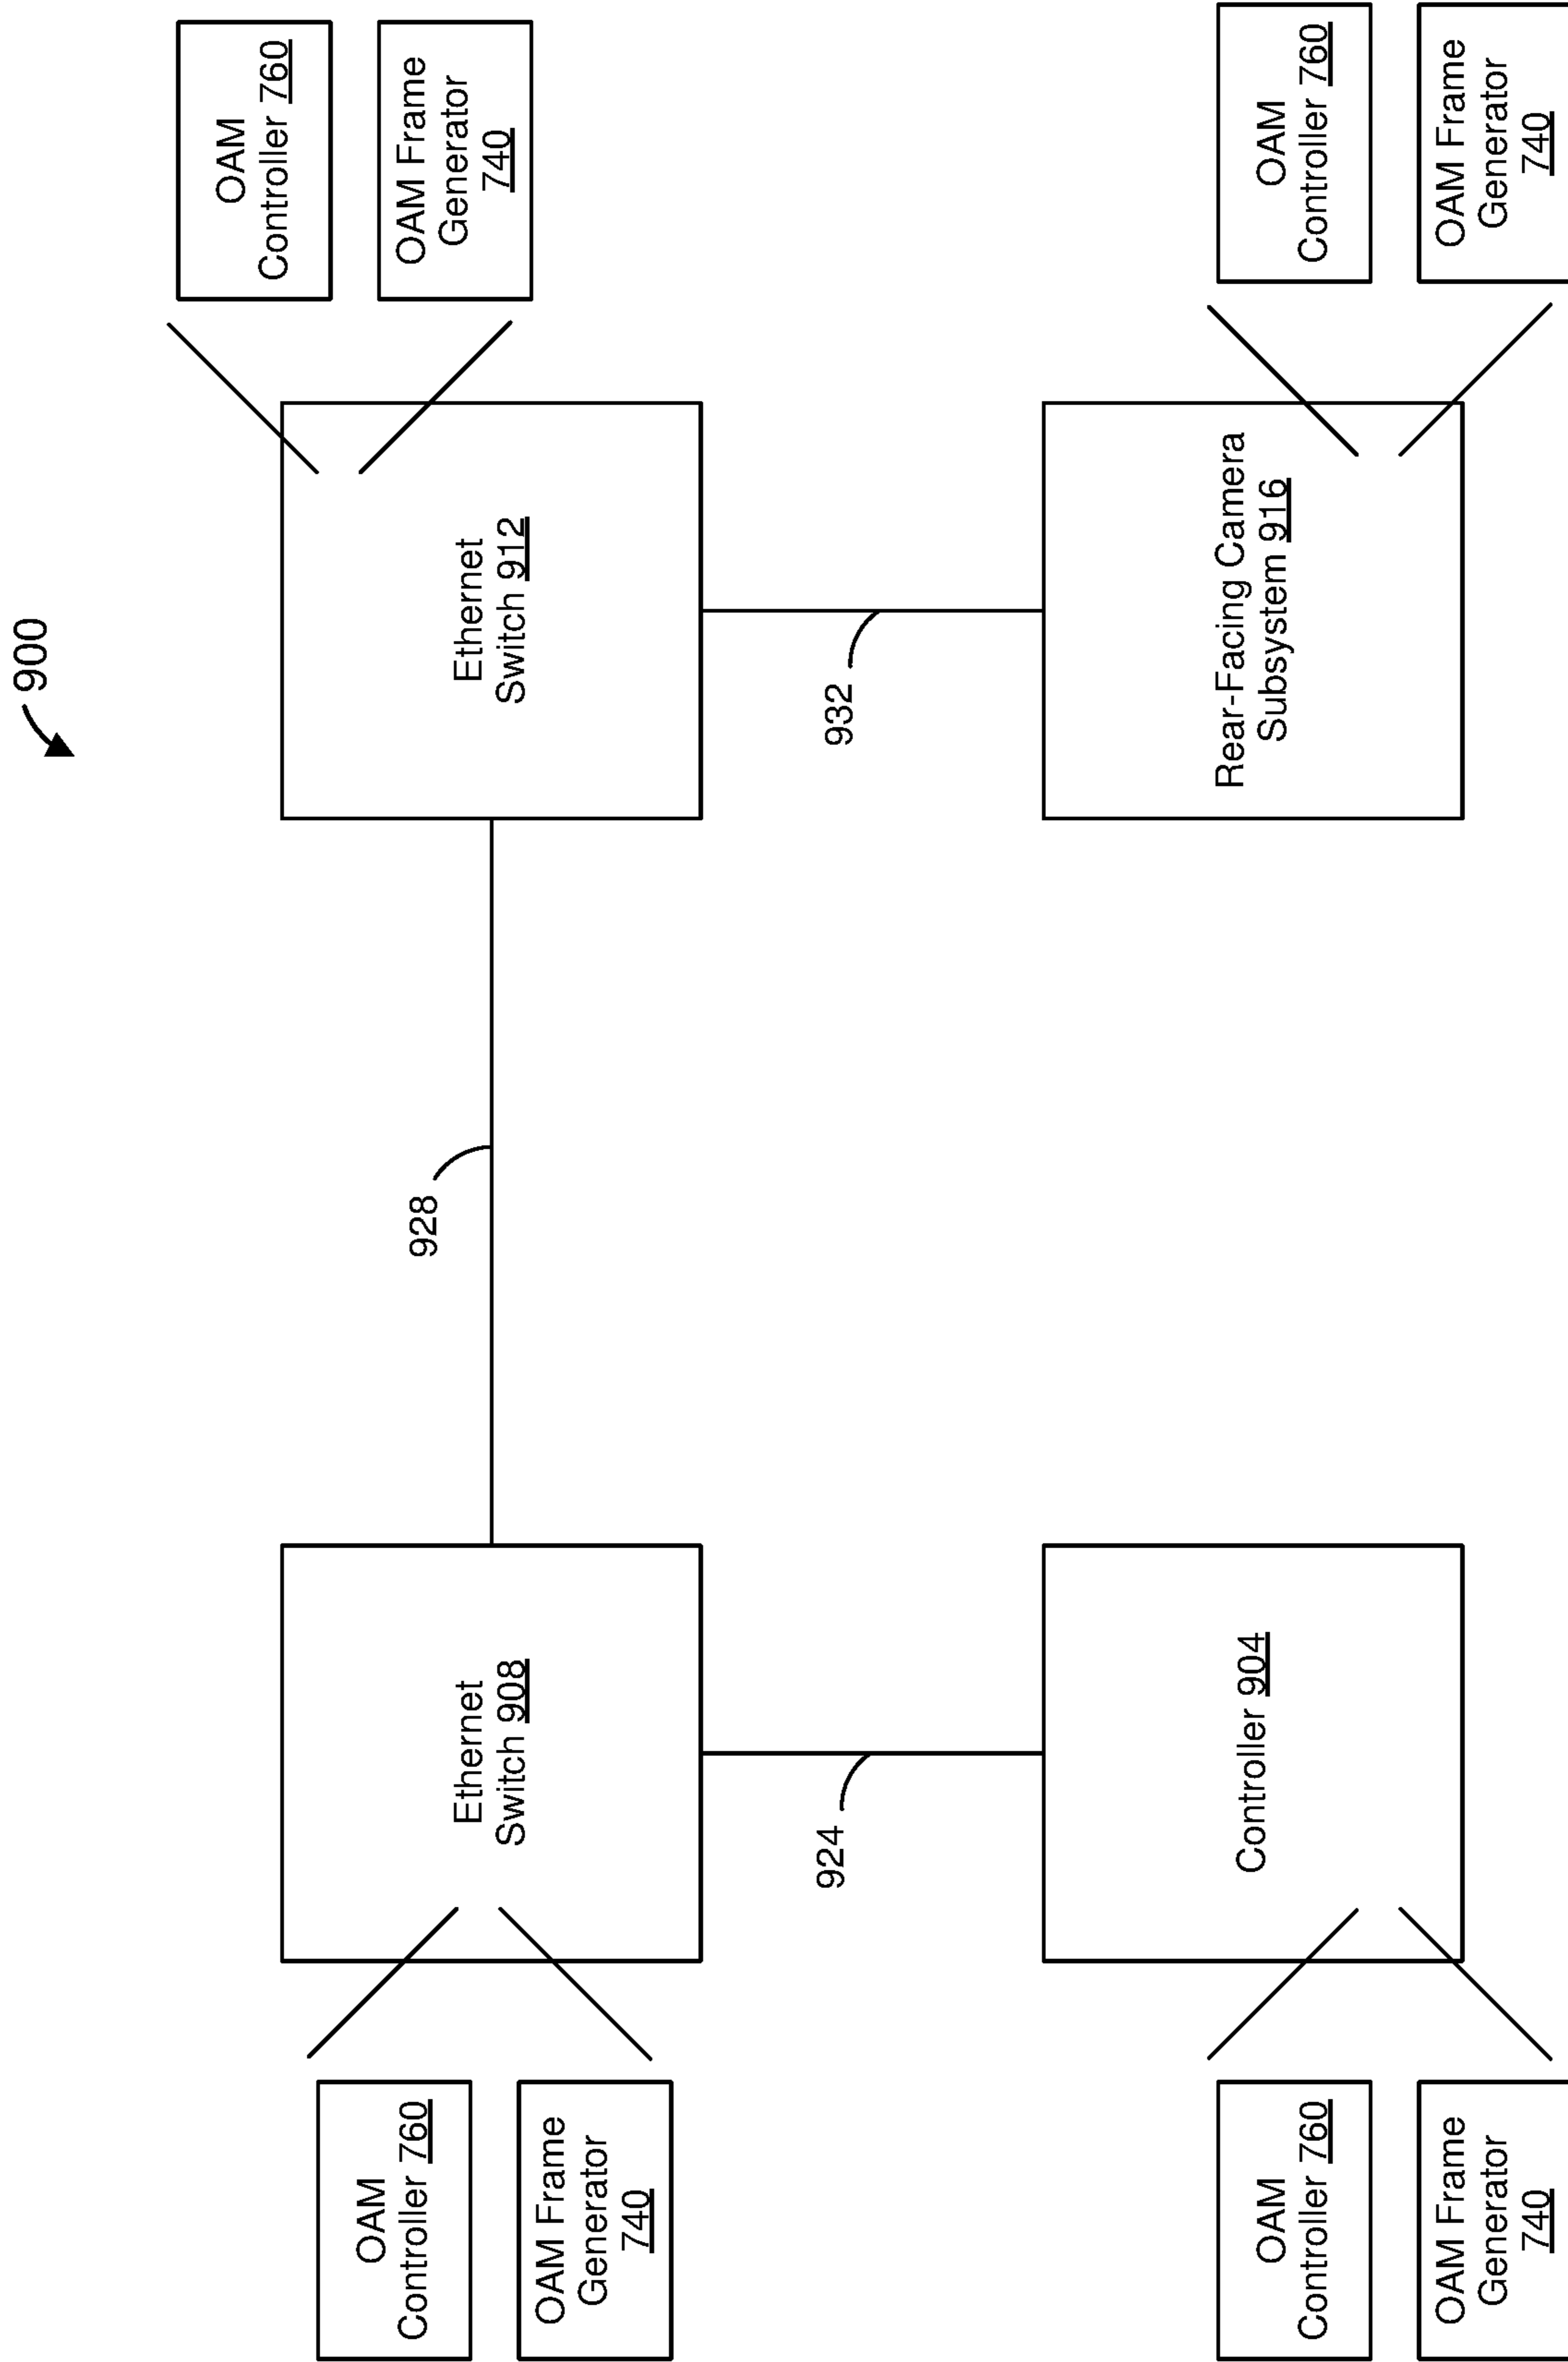 900
OAM
Controller 760
OAM Frame
Generator
740
Ethernet
Switch 908
928
Ethernet
Switch 912
OAM
Controller 760
OAM Frame
Generator
740
924
932
OAM
Controller 760
OAM Frame
Generator
740
Controller 904
Rear-Facing Camera
Subsystem 916
OAM
Controller 760
OAM Frame
Generator
740